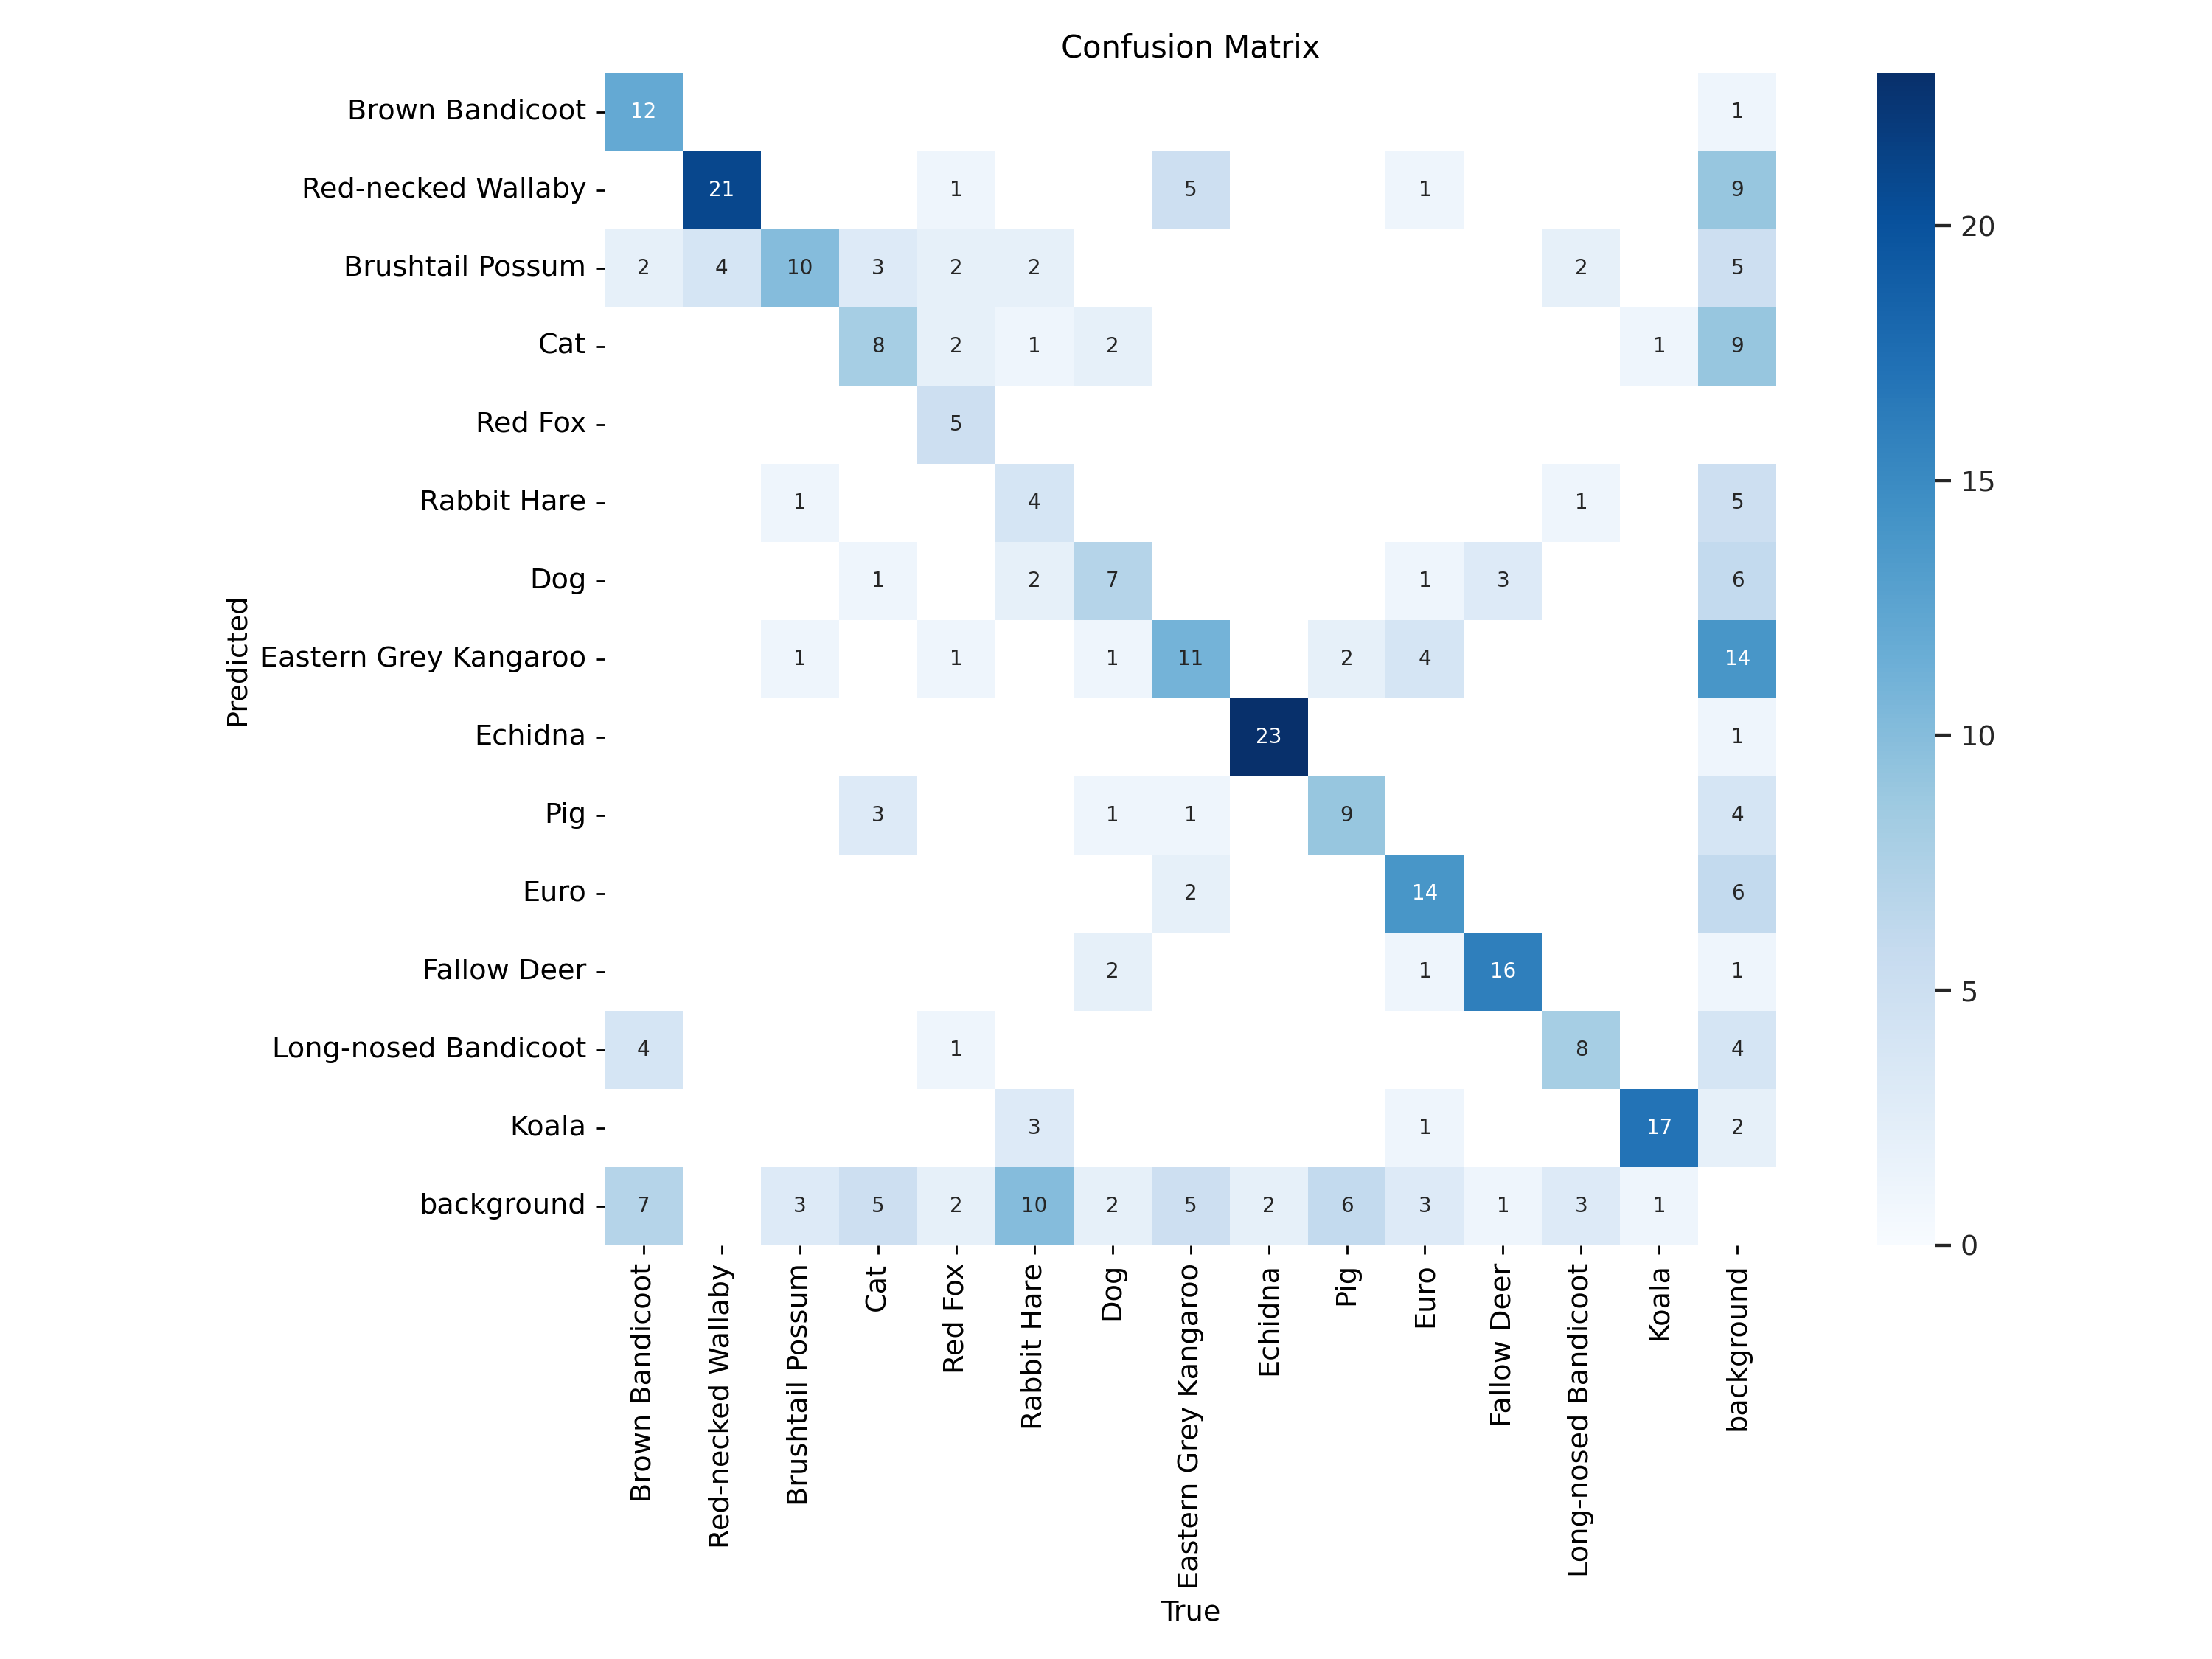 Confusion Matrix
Brown Bandicoot 12 1
Red-necked Wallaby 21 1 5 1 9
20
Brushtail Possum 2 4 10 3 2 2 2 5
Cat 8 2 1 2 1 9
Red Fox 5
15
Rabbit Hare 1 4 1 5
Dog 1 2 7 1 3 6
Predicted
Eastern Grey Kangaroo 1 1 1 11 2 4 14
Echidna 23 1
10
Pig 3 1 1 9 4
Euro 2 14 6
Fallow Deer 2 1 16 1
5
Long-nosed Bandicoot 4 1 8 4
Koala 3 1 17 2
background 7 3 5 2 10 2 5 2 6 3 1 3 1
0
Brown Bandicoot
Red-necked Wallaby
Brushtail Possum
Cat
Red Fox
Rabbit Hare
Dog
Eastern Grey Kangaroo
Echidna
Pig
Euro
Fallow Deer
Long-nosed Bandicoot
Koala
background
True